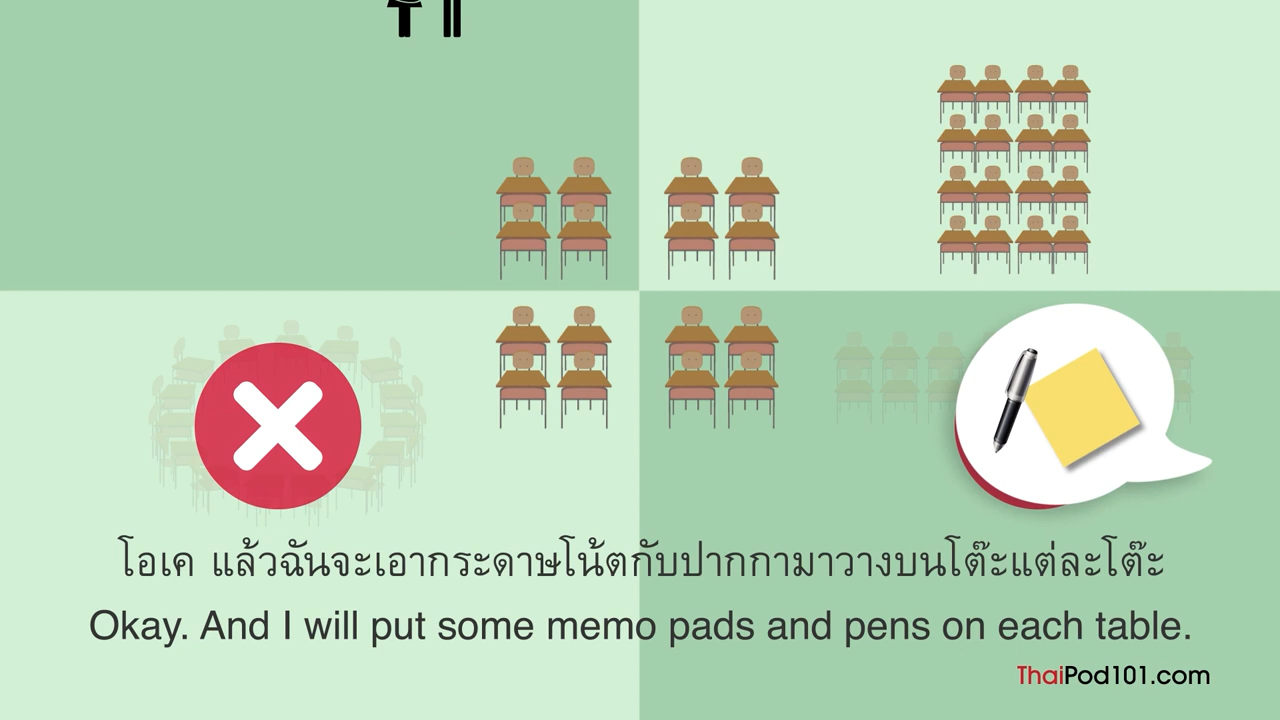 โอเค แล้วฉันจะเอากระดาษโน้ตกับปากกามาวางบนโต๊ะแต่ละโต๊ะ
Okay. And I will put some memo pads and pens on each table.
ThaiPod101.com